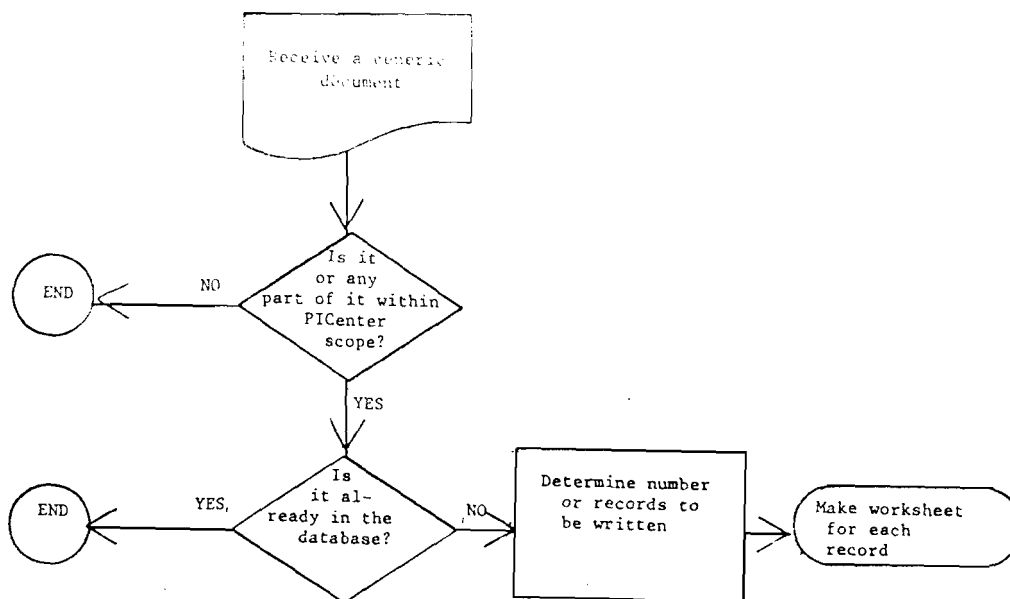 Receive a generic
document
Is it
or any
part of it within
PICenter
scope?
NO
END
YES
Is
it al-
ready in the
database?
YES,
END
NO
Determine number
or records to
be written
Make worksheet
for each
record